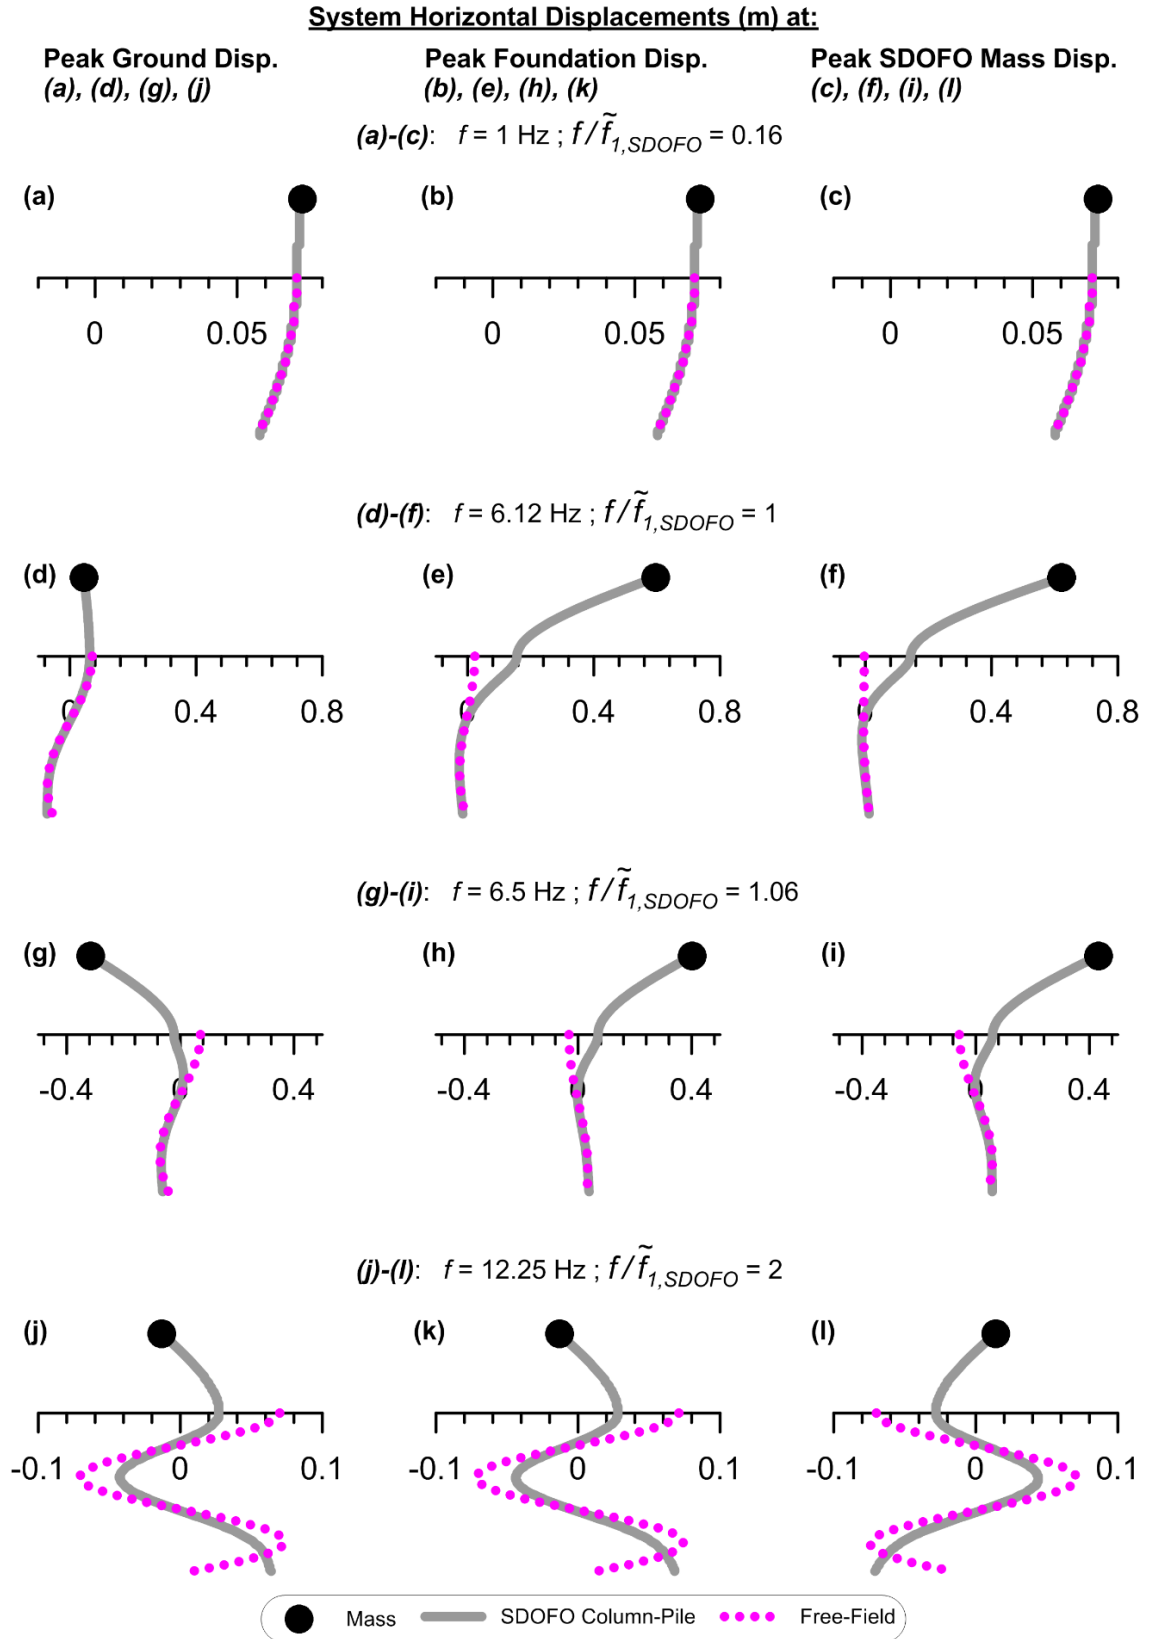 System Horizontal Displacements (m) at:
Peak Ground Disp. Peak Foundation Disp. Peak SDOFO Mass Disp.
(a), (d), (g), (j) (b), (e), (h), (k) (c), (f), (i), (l)
(a)-(c): f = 1 Hz ; f/f̃1,SDOFO = 0.16
(a) (b) (c)
0 0.05 0 0.05 0 0.05
(d)-(f): f = 6.12 Hz ; f/f̃1,SDOFO = 1
(d) (e) (f)
0 0.4 0.8 0 0.4 0.8 0 0.4 0.8
(g)-(i): f = 6.5 Hz ; f/f̃1,SDOFO = 1.06
(g) (h) (i)
-0.4 0 0.4 -0.4 0 0.4 -0.4 0 0.4
(j)-(l): f = 12.25 Hz ; f/f̃1,SDOFO = 2
(j) (k) (l)
-0.1 0 0.1 -0.1 0 0.1 -0.1 0 0.1
Mass SDOFO Column-Pile Free-Field